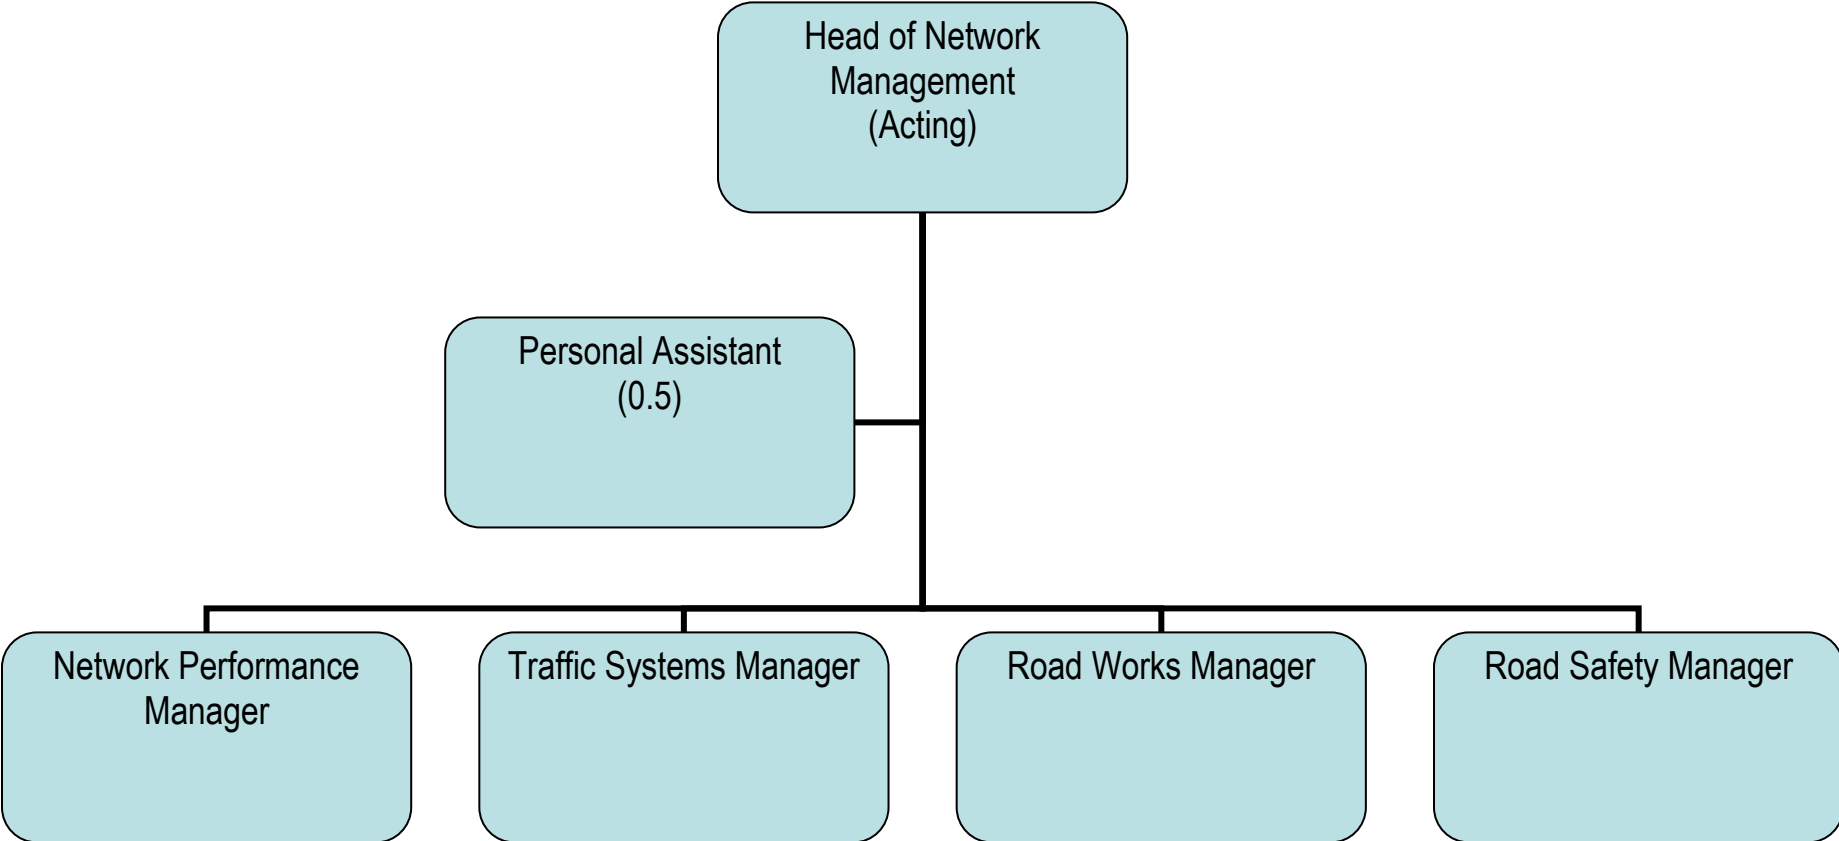 Head of Network
Management
(Acting)
Personal Assistant
(0.5)
Network Performance
Manager
Traffic Systems Manager
Road Works Manager
Road Safety Manager